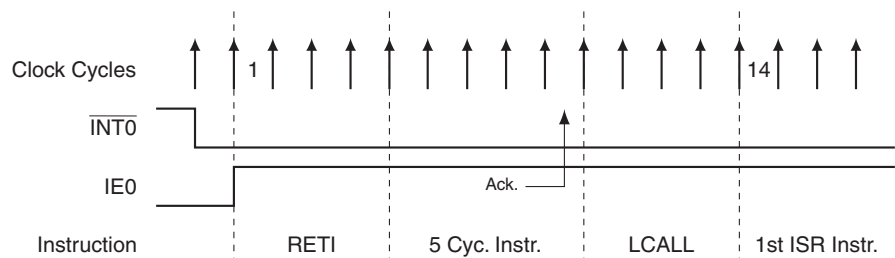 Clock Cycles 1 14
INT0
IE0
Ack.
Instruction RETI 5 Cyc. Instr. LCALL 1st ISR Instr.